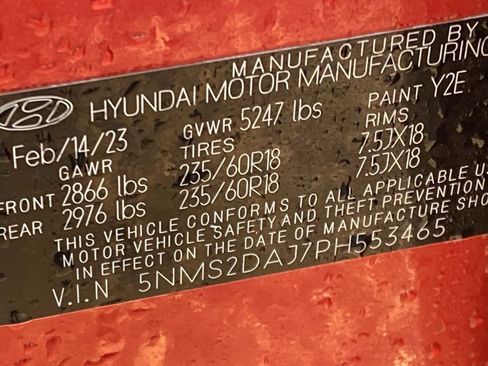 MANUFACTURED BY
HYUNDAI MOTOR MANUFACTURING
Feb/14/23 GVWR 5247 lbs PAINT Y2E
GAWR TIRES RIMS
FRONT 2866 lbs 235/60R18 7.5JX18
REAR 2976 lbs 235/60R18 7.5JX18
THIS VEHICLE CONFORMS TO ALL APPLICABLE U
MOTOR VEHICLE SAFETY AND THEFT PREVENTION
IN EFFECT ON THE DATE OF MANUFACTURE SHO
V.I.N 5NMS2DAJ7PH553465